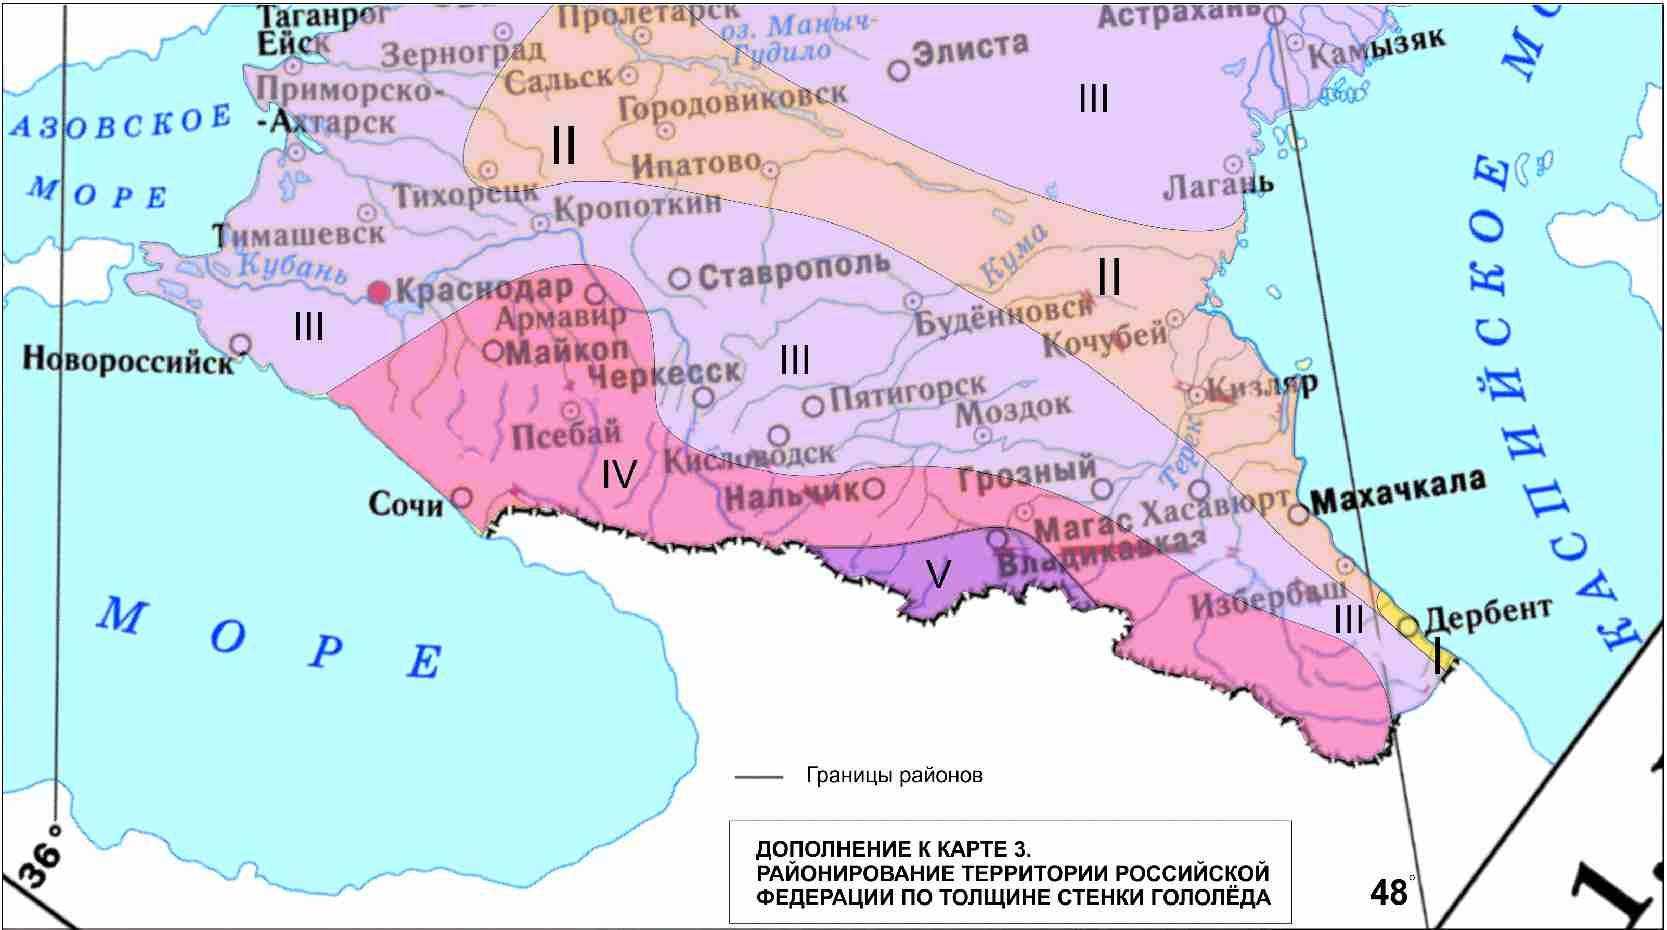 Таганрог
Ейск
Пролетарск
Астрахань
Зерноград
оз. Маныч-
Гудило
Элиста
Камызяк
Приморско-
-Ахтарск
Сальск
Городовиковск
III
АЗОВСКОЕ
МОРЕ
II
Ипатово
Лагань
Тихорецк
Кропоткин
Тимашевск
Кубань
Краснодар
Ставрополь
Кума
II
Армавир
Будённовск
Кочубей
III
Новороссийск
Майкоп
Черкесск
III
Пятигорск
Моздок
Кизляр
Псебай
Кисловодск
Терек
IV
Сочи
Нальчик
Грозный
Хасавюрт
Махачкала
Магас
Владикавказ
V
Избербаш
III
Дербент
I
КАСПИЙСКОЕ
МО
МОРЕ
Границы районов
ДОПОЛНЕНИЕ К КАРТЕ 3.
РАЙОНИРОВАНИЕ ТЕРРИТОРИИ РОССИЙСКОЙ
ФЕДЕРАЦИИ ПО ТОЛЩИНЕ СТЕНКИ ГОЛОЛЁДА
36°
48°